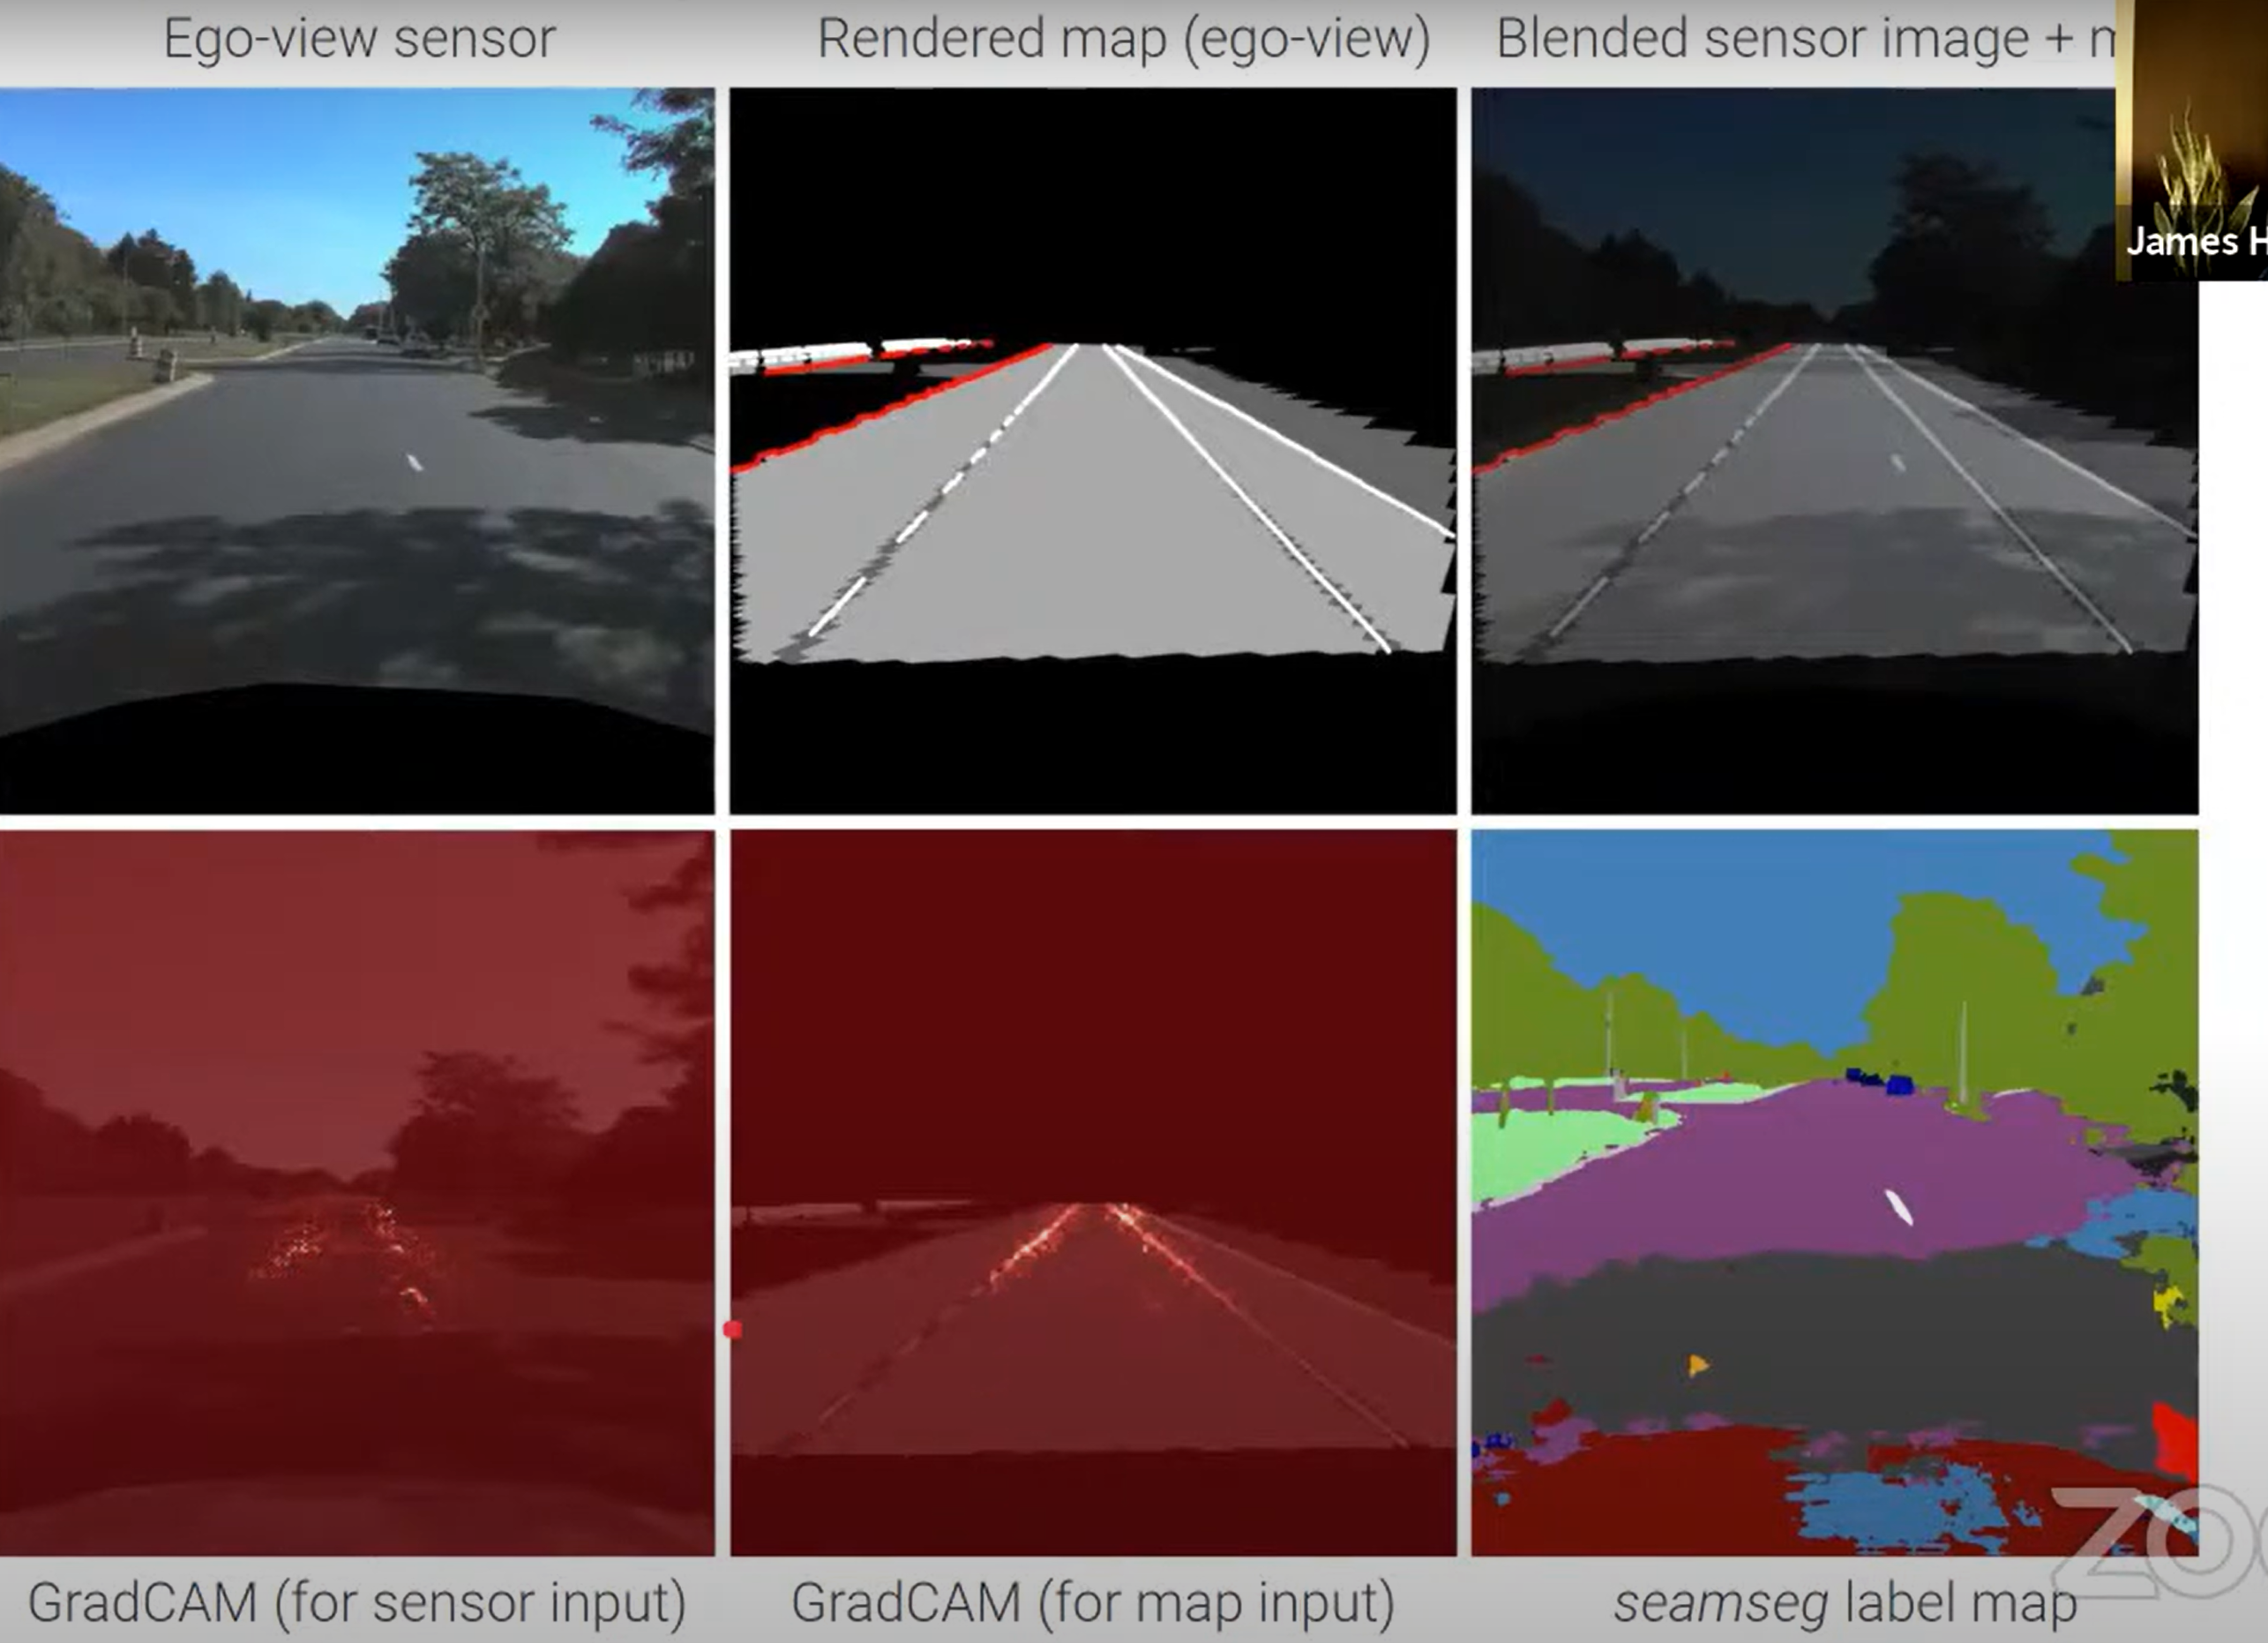 Ego-view sensor
Rendered map (ego-view)
Blended sensor image +
James
GradCAM (for sensor input)
GradCAM (for map input)
seamseg label map